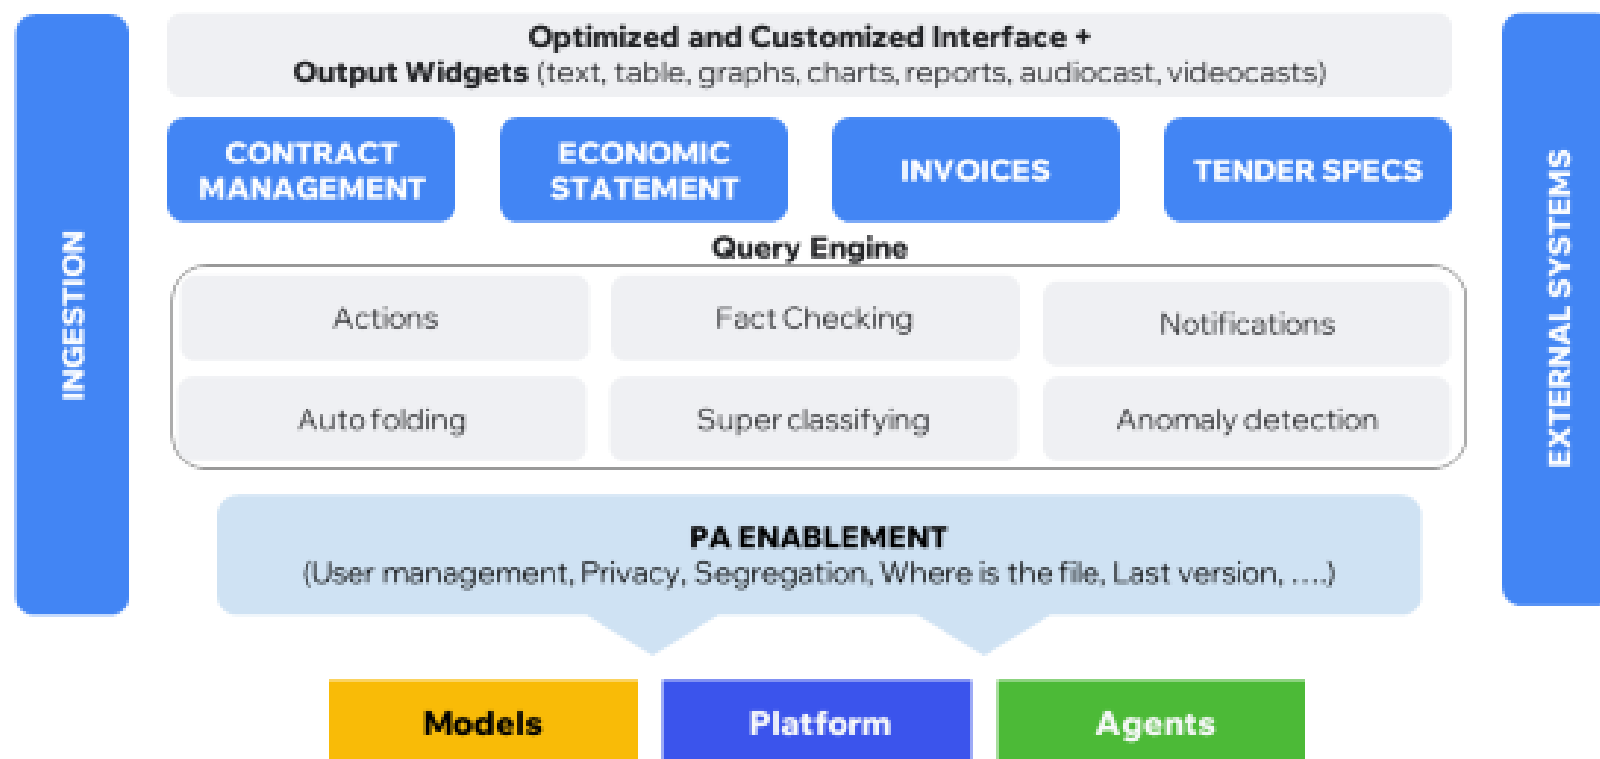 INGESTION
Optimized and Customized Interface +
Output Widgets (text, table, graphs, charts, reports, audiocast, videocasts)
CONTRACT
MANAGEMENT
ECONOMIC
STATEMENT
INVOICES
TENDER SPECS
Query Engine
Actions
Fact Checking
Notifications
Auto folding
Super classifying
Anomaly detection
PA ENABLEMENT
(User management, Privacy, Segregation, Where is the file, Last version, ....)
Models
Platform
Agents
EXTERNAL SYSTEMS